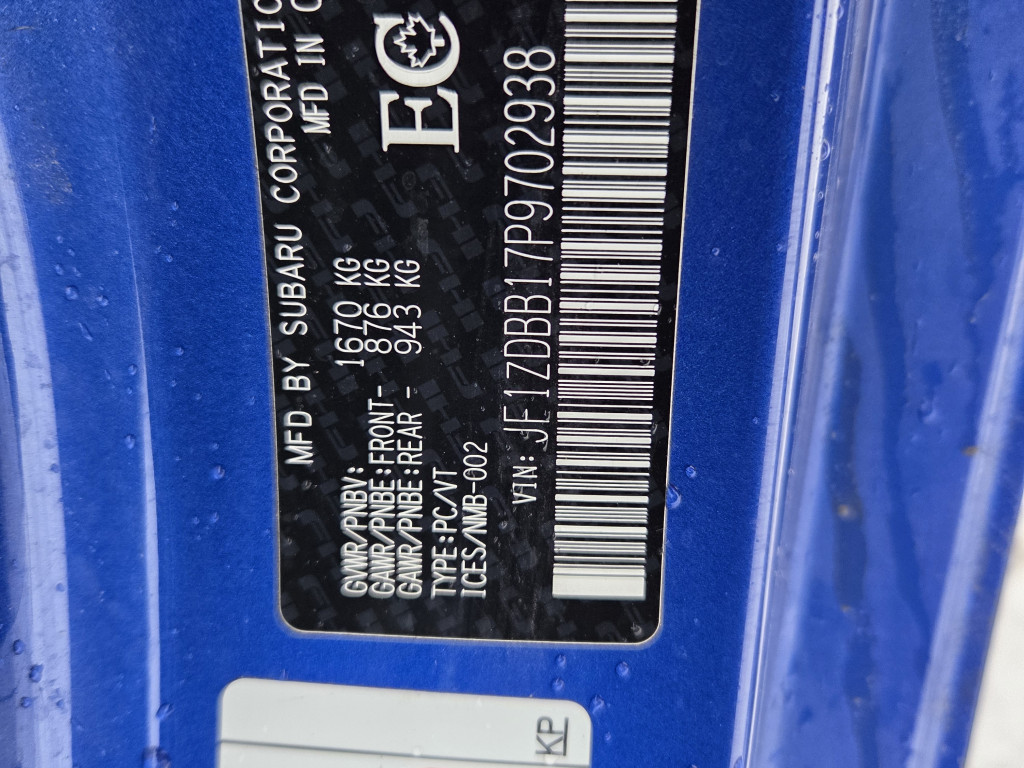 MFD BY SUBARU CORPORATIO
MFD IN
GVWR/PNBV: 1670 KG
GAWR/PNBE:FRONT- 876 KG
GAWR/PNBE:REAR - 943 KG
TYPE:PC/VT
ICES/NMB-002
EC
VIN: JF1ZDBB17P9702938
KP